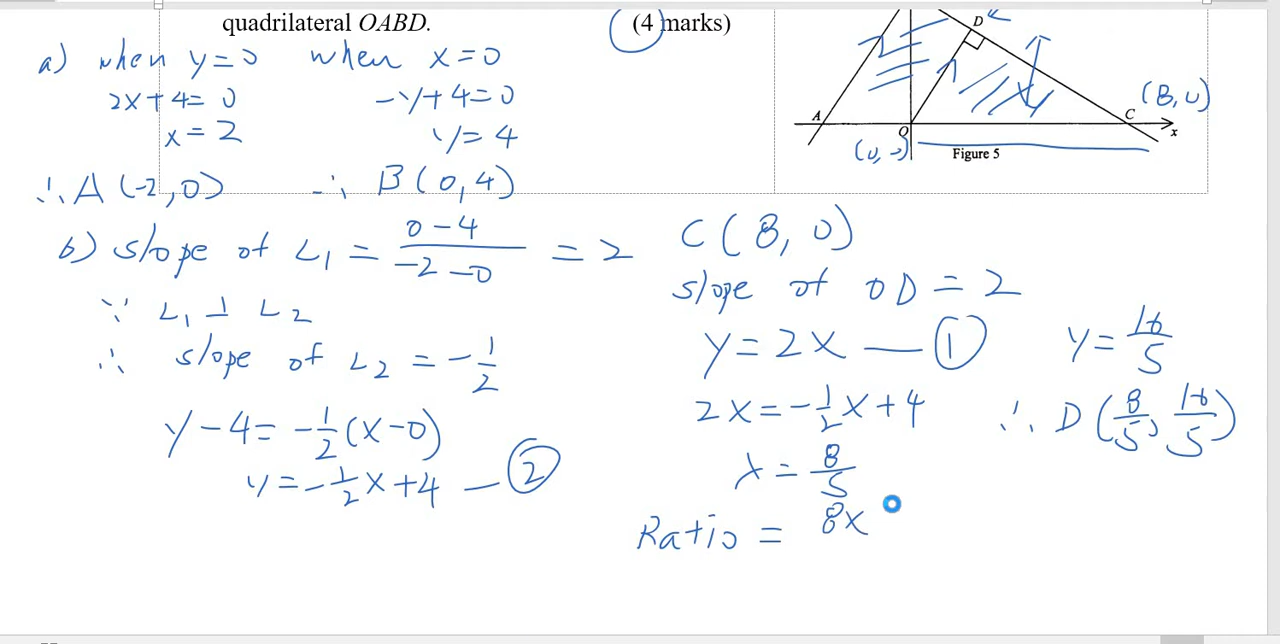 quadrilateral OABD.
(4 marks)
a) when y=0 when x=0
2x+4=0 -y+4=0
x=2 y=4
∴A(-2,0) ∴ B(0,4)
D
A
O
C
x
(8,0)
Figure 5
b) slope of L₁ = (0-4)/(-2-0) = 2
∵ L₁ ⊥ L₂
∴ slope of L₂ = -1/2
y-4=-1/2(x-0)
y=-1/2x+4 — ②
C(8,0)
slope of OD=2
y=2x — ①
2x=-1/2x+4
x=8/5
y=16/5
∴ D(8/5, 16/5)
Ratio = 8x